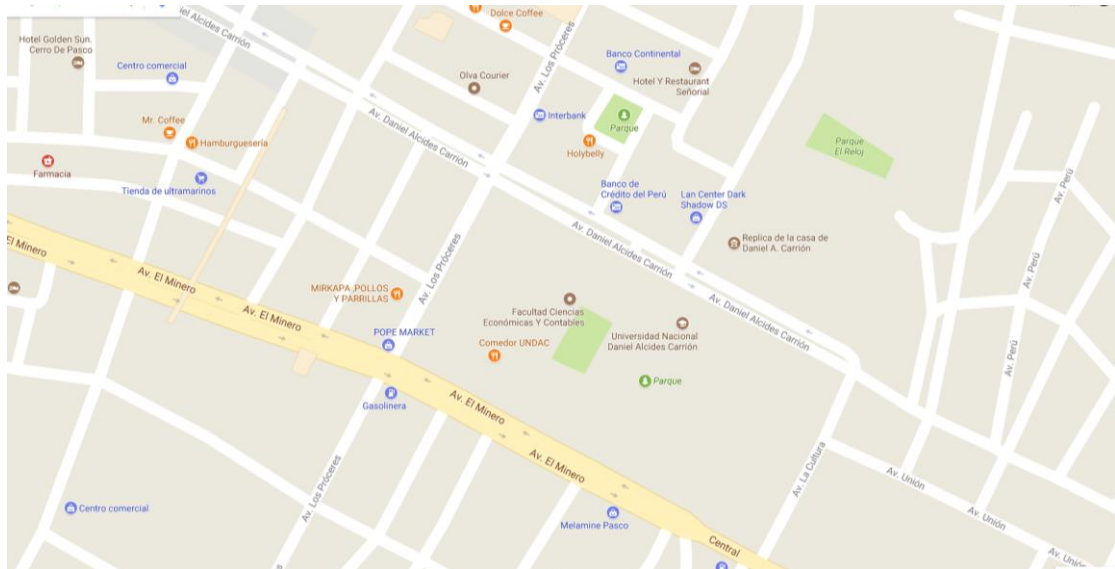 Dolce Coffee
iel Alcides Carrión
Hotel Golden Sun.
Cerro De Pasco
Centro comercial
Av. Los Próceres
Banco Continental
Olva Courier
Hotel Y Restaurant
Señorial
Mr. Coffee
Hamburguesería
Av. Daniel Alcides Carrión
Interbank
Parque
Holybelly
Parque
El Reloj
Farmacia
Tienda de ultramarinos
Banco de
Crédito del Perú
Lan Center Dark
Shadow DS
Av. Perú
El Minero
Av. El Minero
Av. Los Próceres
Av. Daniel Alcides Carrión
Replica de la casa de
Daniel A. Carrión
Av. Perú
MIRKAPA ,POLLOS
Y PARRILLAS
Av. El Minero
Facultad Ciencias
Económicas Y Contables
Av. Daniel Alcides Carrión
POPE MARKET
Comedor UNDAC
Universidad Nacional
Daniel Alcides Carrión
Av. Perú
Parque
Gasolinera
Av. El Minero
Av. El Minero
Av. Los Próceres
Av. La Cultura
Av. Unión
Centro comercial
Melamine Pasco
Av. Unión
Central
Av. Unión